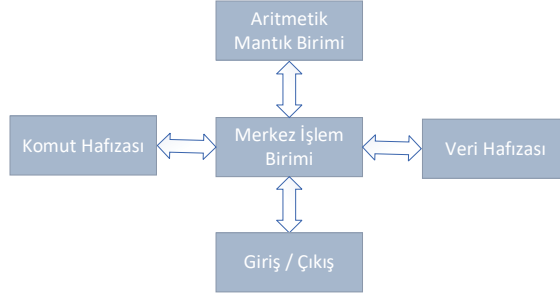 Aritmetik
Mantık Birimi
Komut Hafızası
Merkez İşlem
Birimi
Veri Hafızası
Giriş / Çıkış